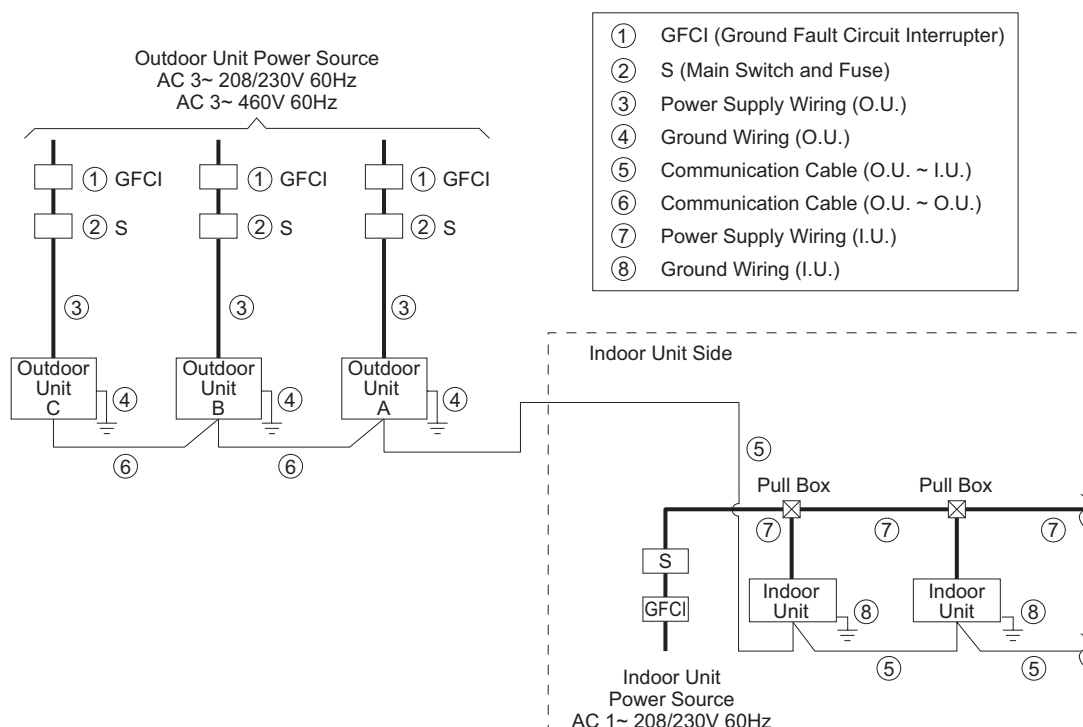 Outdoor Unit Power Source
AC 3~ 208/230V 60Hz
AC 3~ 460V 60Hz
① GFCI (Ground Fault Circuit Interrupter)
② S (Main Switch and Fuse)
③ Power Supply Wiring (O.U.)
④ Ground Wiring (O.U.)
⑤ Communication Cable (O.U. ~ I.U.)
⑥ Communication Cable (O.U. ~ O.U.)
⑦ Power Supply Wiring (I.U.)
⑧ Ground Wiring (I.U.)
① GFCI
① GFCI
① GFCI
② S
② S
② S
③
③
③
Outdoor
Unit
C
④
Outdoor
Unit
B
④
Outdoor
Unit
A
④
⑥
⑥
Indoor Unit Side
⑤
Pull Box
Pull Box
⑦
⑦
⑦
S
GFCI
Indoor
Unit
⑧
Indoor
Unit
⑧
⑤
⑤
Indoor Unit
Power Source
AC 1~ 208/230V 60Hz